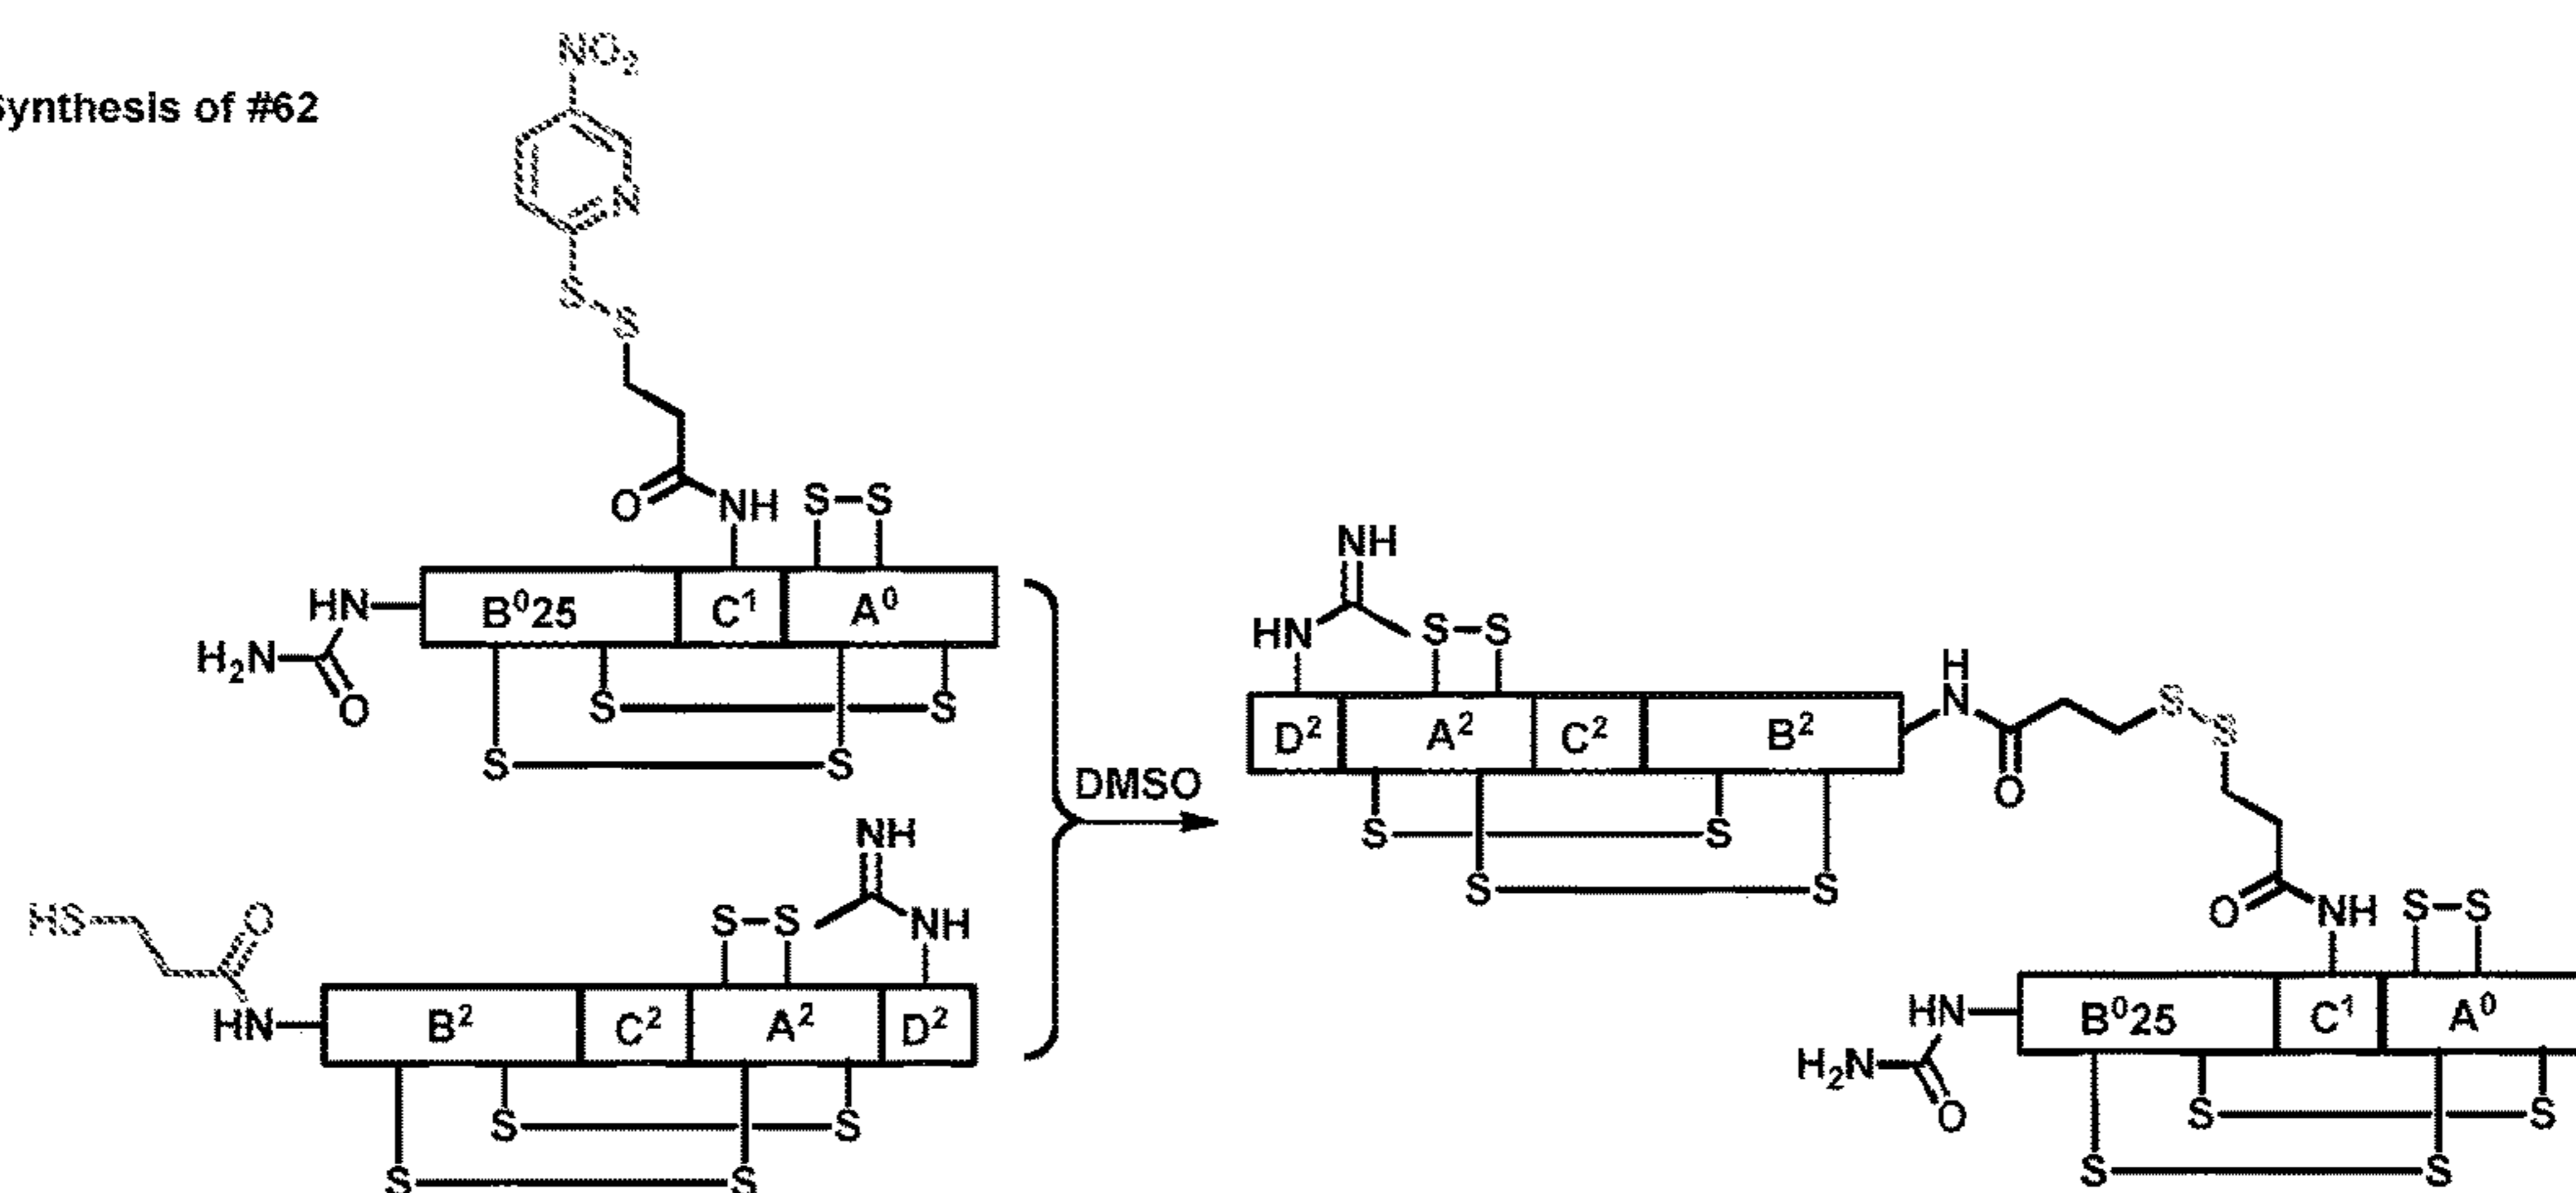 Synthesis of #62
NO2
N
S
S
O
NH
S–S
HN
B⁰25
C¹
A⁰
H2N
O
S
S
S
S
DMSO
NH
HS
O
S–S
NH
HN
B²
C²
A²
D²
S
S
S
S
NH
HN
S–S
H
N
S
S
D²
A²
C²
B²
O
S
S
S
S
O
NH
S–S
HN
B⁰25
C¹
A⁰
H2N
O
S
S
S
S